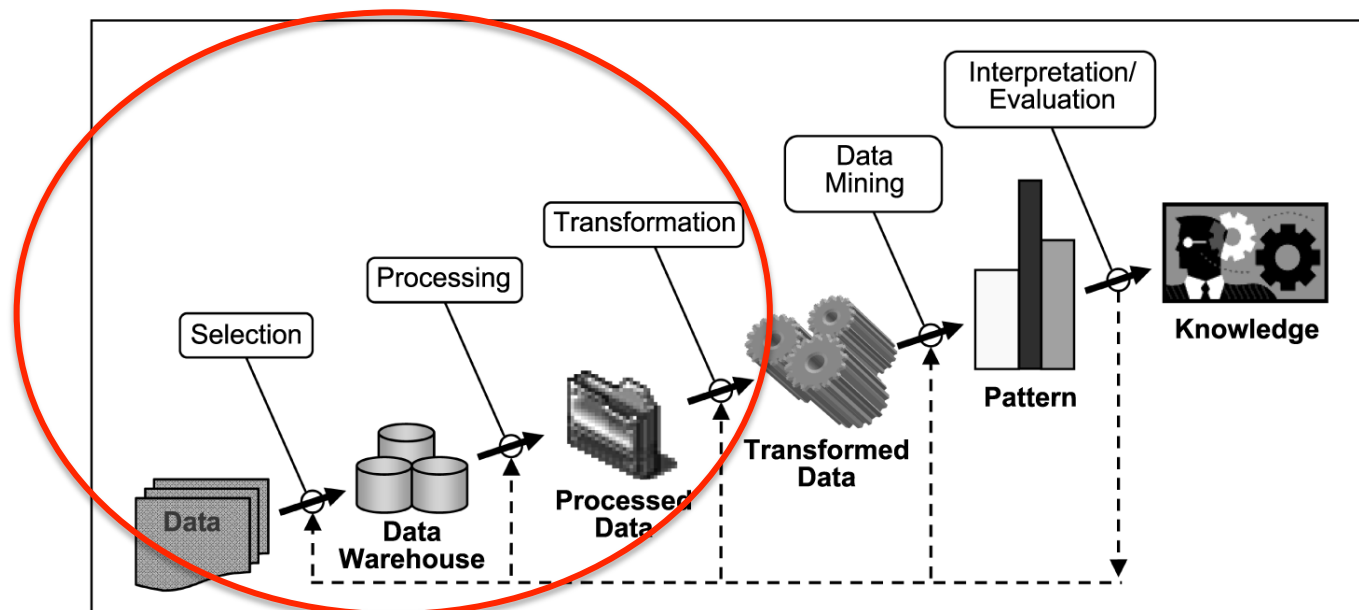 Interpretation/
Evaluation
Data
Mining
Transformation
Processing
Selection
Knowledge
Pattern
Transformed
Data
Processed
Data
Data
Warehouse
Data